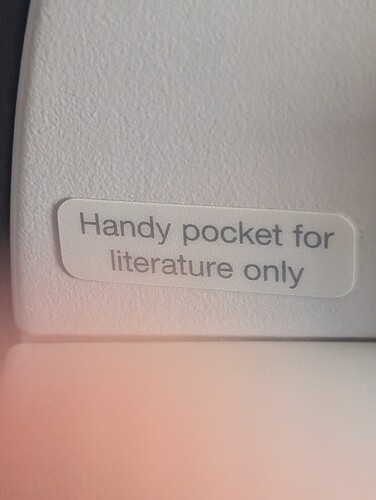 Handy pocket for
literature only